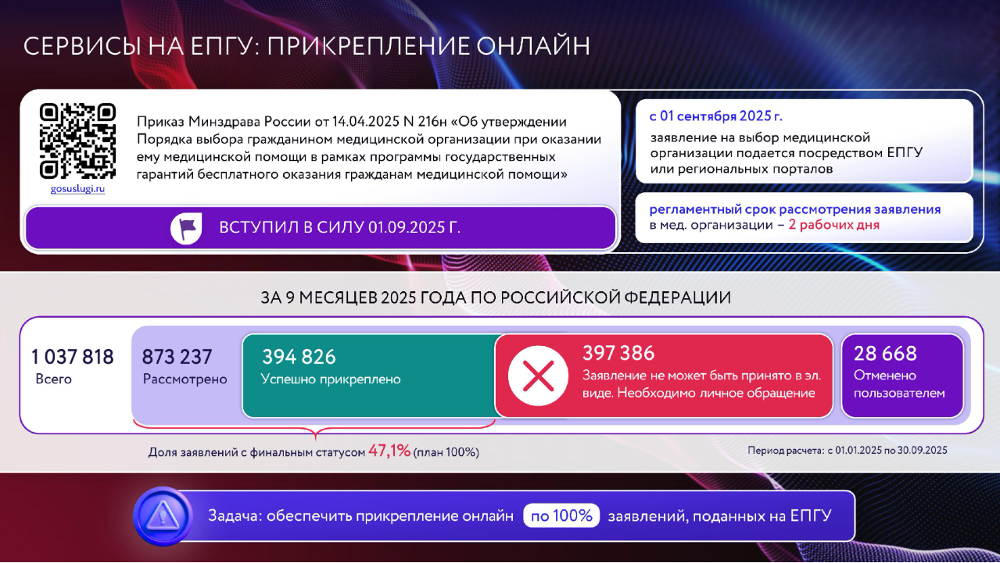 СЕРВИСЫ НА ЕПГУ: ПРИКРЕПЛЕНИЕ ОНЛАЙН
gosuslugi.ru
Приказ Минздрава России от 14.04.2025 N 216н «Об утверждении
Порядка выбора гражданином медицинской организации при оказании
ему медицинской помощи в рамках программы государственных
гарантий бесплатного оказания гражданам медицинской помощи»
ВСТУПИЛ В СИЛУ 01.09.2025 Г.
с 01 сентября 2025 г.
заявление на выбор медицинской
организации подается посредством ЕПГУ
или региональных порталов
регламентный срок рассмотрения заявления
в мед. организации – 2 рабочих дня
ЗА 9 МЕСЯЦЕВ 2025 ГОДА ПО РОССИЙСКОЙ ФЕДЕРАЦИИ
1 037 818
Всего
873 237
Рассмотрено
394 826
Успешно прикреплено
397 386
Заявление не может быть принято в эл.
виде. Необходимо личное обращение
28 668
Отменено
пользователем
Доля заявлений с финальным статусом 47,1% (план 100%)
Период расчета: с 01.01.2025 по 30.09.2025
Задача: обеспечить прикрепление онлайн по 100% заявлений, поданных на ЕПГУ